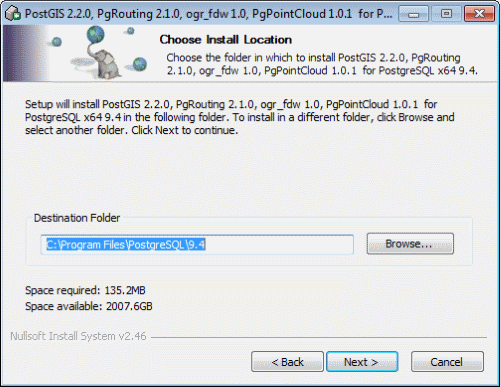 PostGIS 2.2.0, PgRouting 2.1.0, ogr_fdw 1.0, PgPointCloud 1.0.1 for P...
Choose Install Location
Choose the folder in which to install PostGIS 2.2.0, PgRouting
2.1.0, ogr_fdw 1.0, PgPointCloud 1.0.1 for PostgreSQL x64 9.4.
Setup will install PostGIS 2.2.0, PgRouting 2.1.0, ogr_fdw 1.0, PgPointCloud 1.0.1 for
PostgreSQL x64 9.4 in the following folder. To install in a different folder, click Browse and
select another folder. Click Next to continue.
Destination Folder
C:\Program Files\PostgreSQL\9.4
Browse...
Space required: 135.2MB
Space available: 2007.6GB
Nullsoft Install System v2.46
< Back
Next >
Cancel